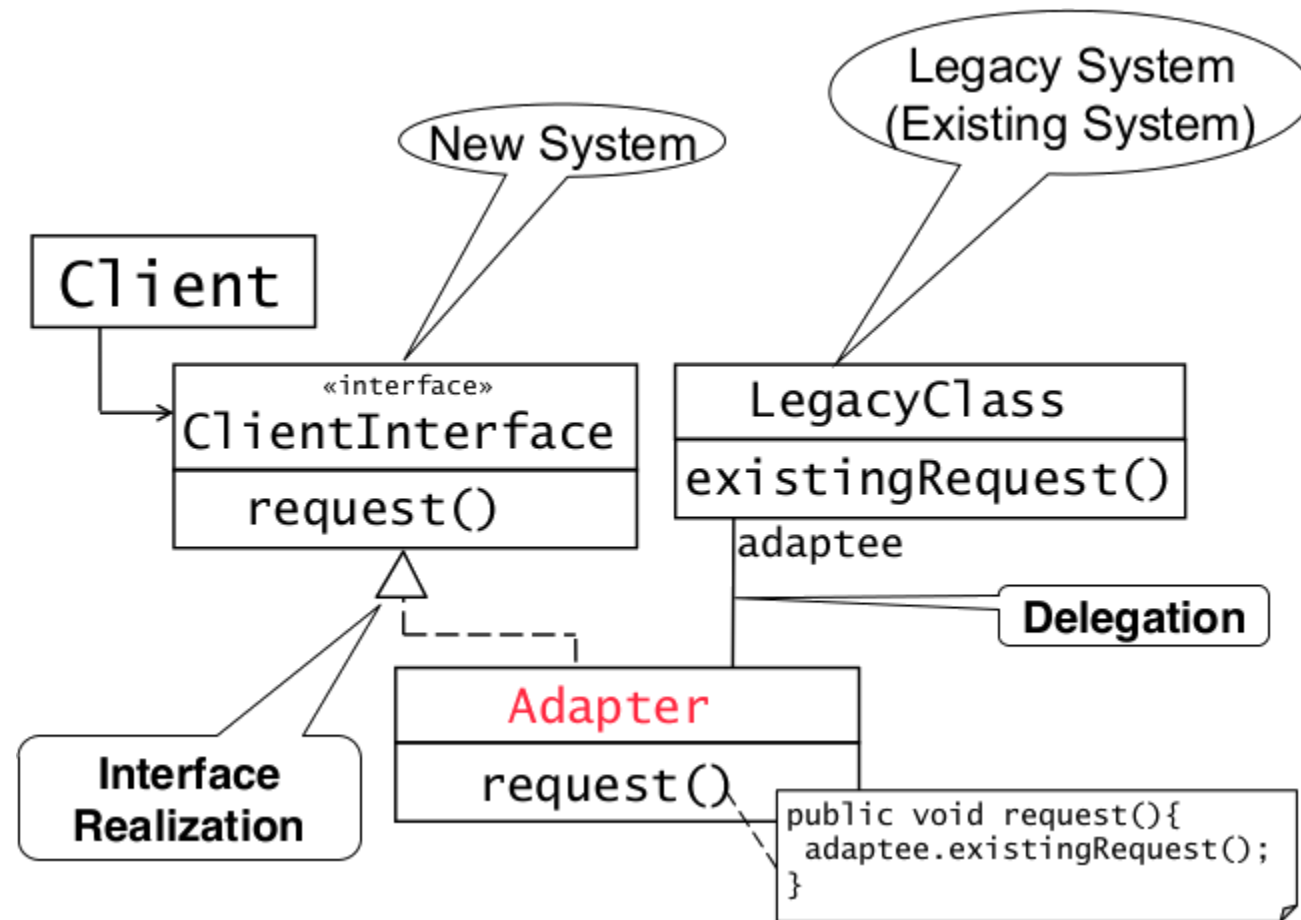 New System
Legacy System
(Existing System)
Client
«interface»
ClientInterface
request()
LegacyClass
existingRequest()
adaptee
Delegation
Adapter
request()
Interface
Realization
public void request(){
adaptee.existingRequest();
}